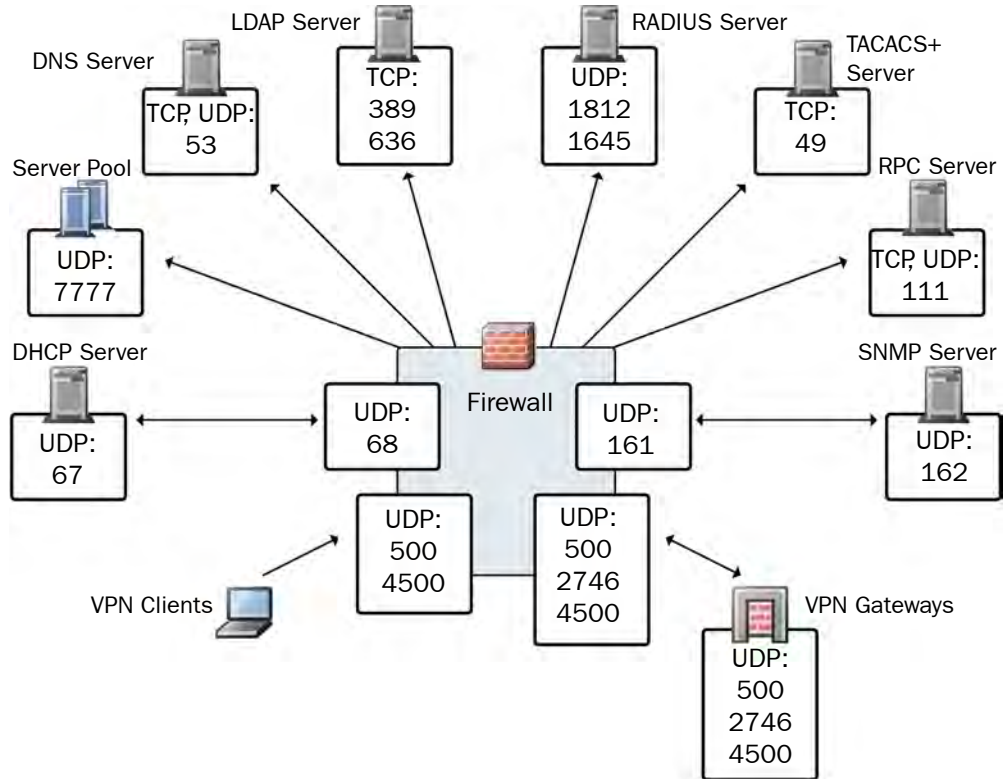 LDAP Server
TCP:
389
636
RADIUS Server
UDP:
1812
1645
DNS Server
TCP, UDP:
53
TACACS+
Server
TCP:
49
Server Pool
UDP:
7777
RPC Server
TCP, UDP:
111
DHCP Server
UDP:
67
UDP:
68
Firewall
UDP:
161
SNMP Server
UDP:
162
VPN Clients
UDP:
500
4500
UDP:
500
2746
4500
VPN Gateways
UDP:
500
2746
4500